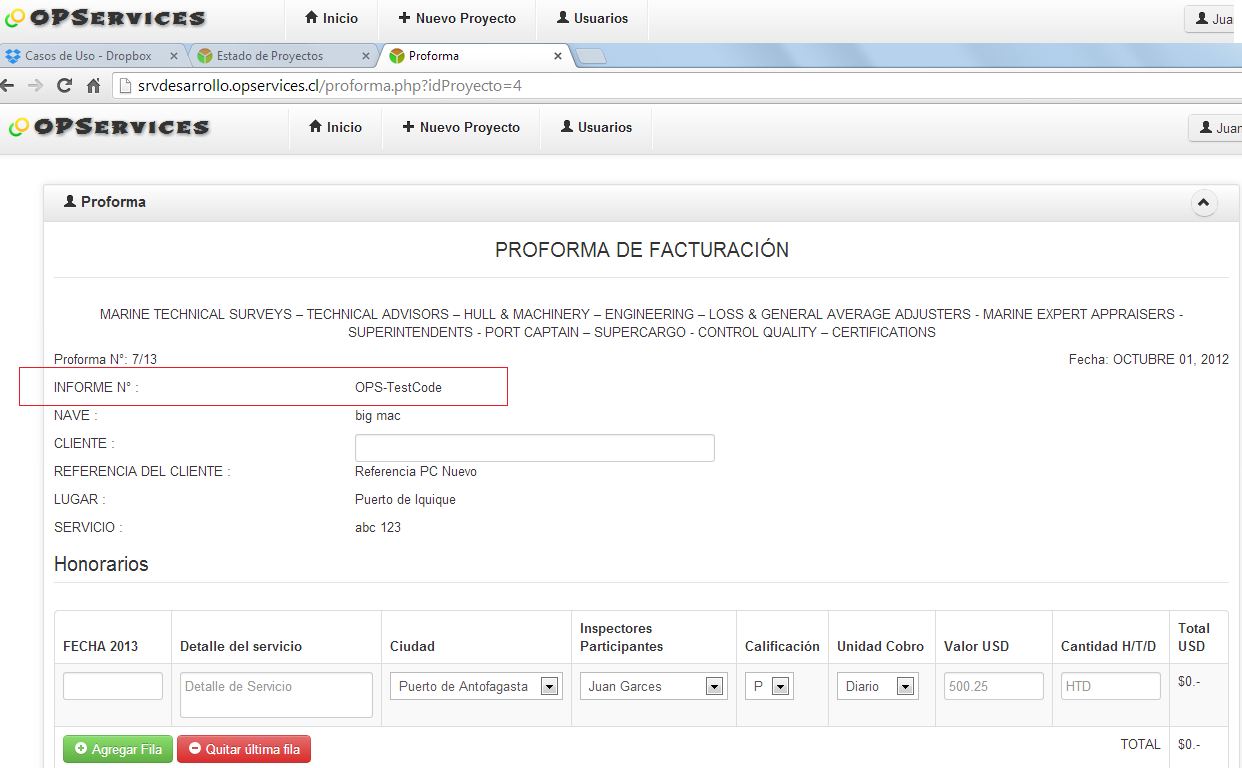 OPSERVICES Inicio Nuevo Proyecto Usuarios Jua
Casos de Uso - Dropbox × Estado de Proyectos × Proforma ×
srvdesarrollo.opservices.cl/proforma.php?idProyecto=4
OPSERVICES Inicio Nuevo Proyecto Usuarios Juan
Proforma
PROFORMA DE FACTURACIÓN
MARINE TECHNICAL SURVEYS – TECHNICAL ADVISORS – HULL & MACHINERY – ENGINEERING – LOSS & GENERAL AVERAGE ADJUSTERS - MARINE EXPERT APPRAISERS -
SUPERINTENDENTS - PORT CAPTAIN – SUPERCARGO - CONTROL QUALITY – CERTIFICATIONS
Proforma N°: 7/13 Fecha: OCTUBRE 01, 2012
INFORME N° : OPS-TestCode
NAVE : big mac
CLIENTE :
REFERENCIA DEL CLIENTE : Referencia PC Nuevo
LUGAR : Puerto de Iquique
SERVICIO : abc 123
Honorarios
FECHA 2013 Detalle del servicio Ciudad Inspectores Participantes Calificación Unidad Cobro Valor USD Cantidad H/T/D Total USD
Detalle de Servicio Puerto de Antofagasta Juan Garces P Diario 500.25 HTD $0.-
Agregar Fila Quitar última fila TOTAL $0.-